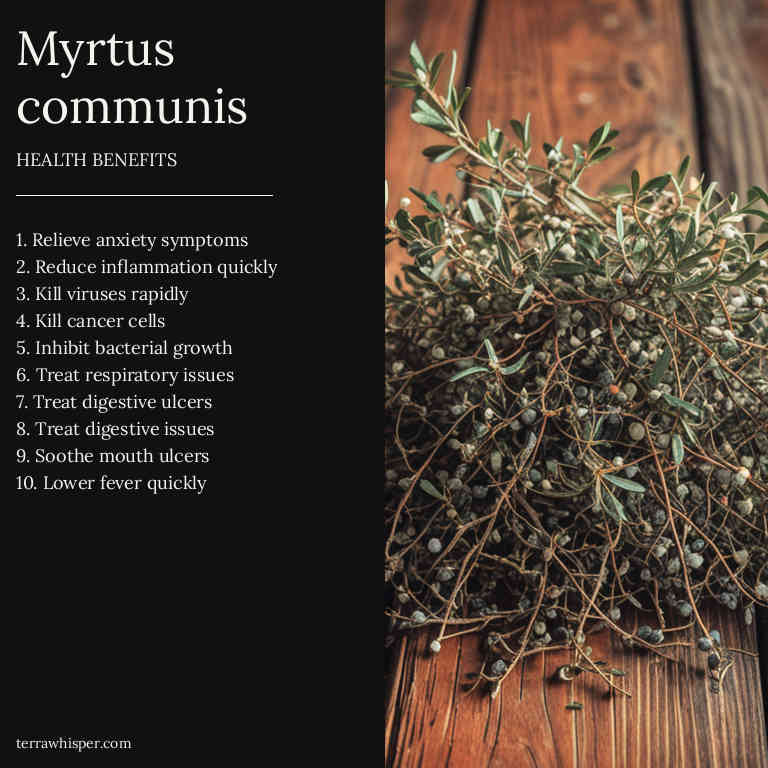 Myrtus
communis
HEALTH BENEFITS
1. Relieve anxiety symptoms
2. Reduce inflammation quickly
3. Kill viruses rapidly
4. Kill cancer cells
5. Inhibit bacterial growth
6. Treat respiratory issues
7. Treat digestive ulcers
8. Treat digestive issues
9. Soothe mouth ulcers
10. Lower fever quickly
terrawhisper.com